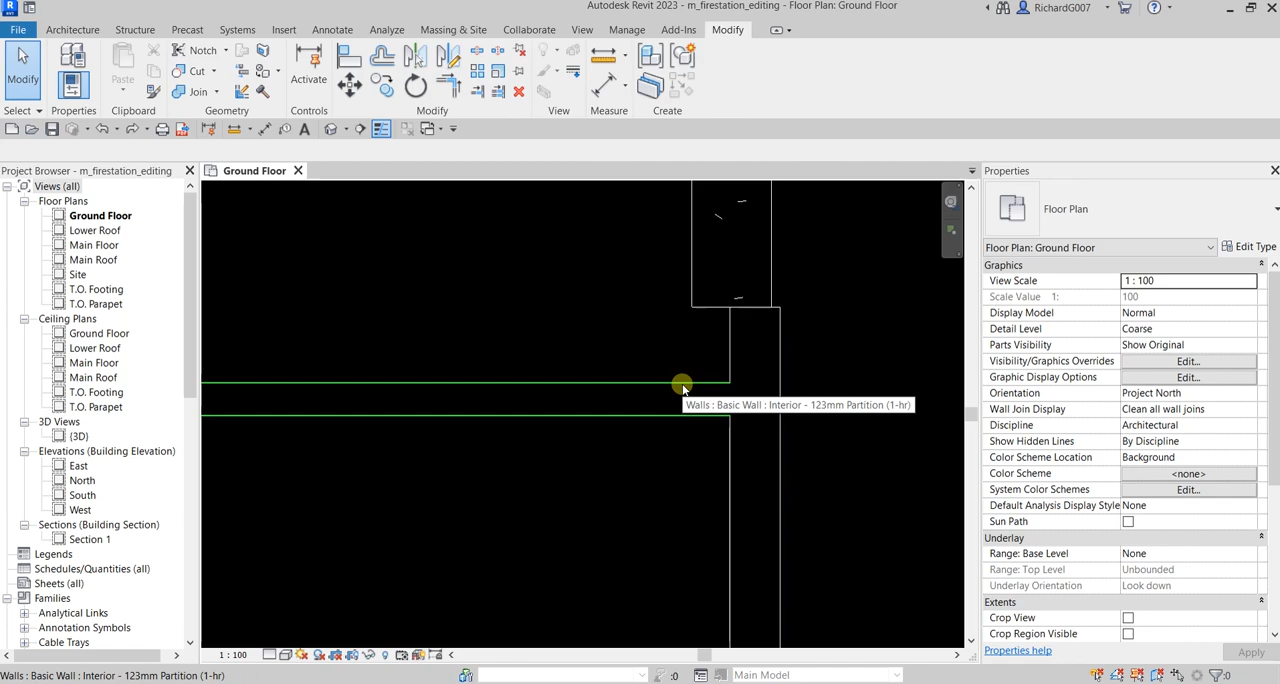 Autodesk Revit 2023 - m_firestation_editing - Floor Plan: Ground Floor
RichardG007
File Architecture Structure Precast Systems Insert Annotate Analyze Massing & Site Collaborate View Manage Add-Ins Modify
Modify
Paste
Notch
Cut
Join
Activate
Select Properties Clipboard Geometry Controls Modify View Measure Create
Project Browser - m_firestation_editing
Ground Floor
Properties
Views (all)
Floor Plans
Ground Floor
Lower Roof
Main Floor
Main Roof
Site
T.O. Footing
T.O. Parapet
Ceiling Plans
Ground Floor
Lower Roof
Main Floor
Main Roof
T.O. Footing
T.O. Parapet
3D Views
{3D}
Elevations (Building Elevation)
East
North
South
West
Sections (Building Section)
Section 1
Legends
Schedules/Quantities (all)
Sheets (all)
Families
Analytical Links
Annotation Symbols
Cable Trays
Walls : Basic Wall : Interior - 123mm Partition (1-hr)
Floor Plan
Floor Plan: Ground Floor Edit Type
Graphics
View Scale 1 : 100
Scale Value 1: 100
Display Model Normal
Detail Level Coarse
Parts Visibility Show Original
Visibility/Graphics Overrides Edit...
Graphic Display Options Edit...
Orientation Project North
Wall Join Display Clean all wall joins
Discipline Architectural
Show Hidden Lines By Discipline
Color Scheme Location Background
Color Scheme <none>
System Color Schemes Edit...
Default Analysis Display Style None
Sun Path
Underlay
Range: Base Level None
Range: Top Level Unbounded
Underlay Orientation Look down
Extents
Crop View
Crop Region Visible
Properties help Apply
1 : 100
Walls : Basic Wall : Interior - 123mm Partition (1-hr)
:0
Main Model
:0